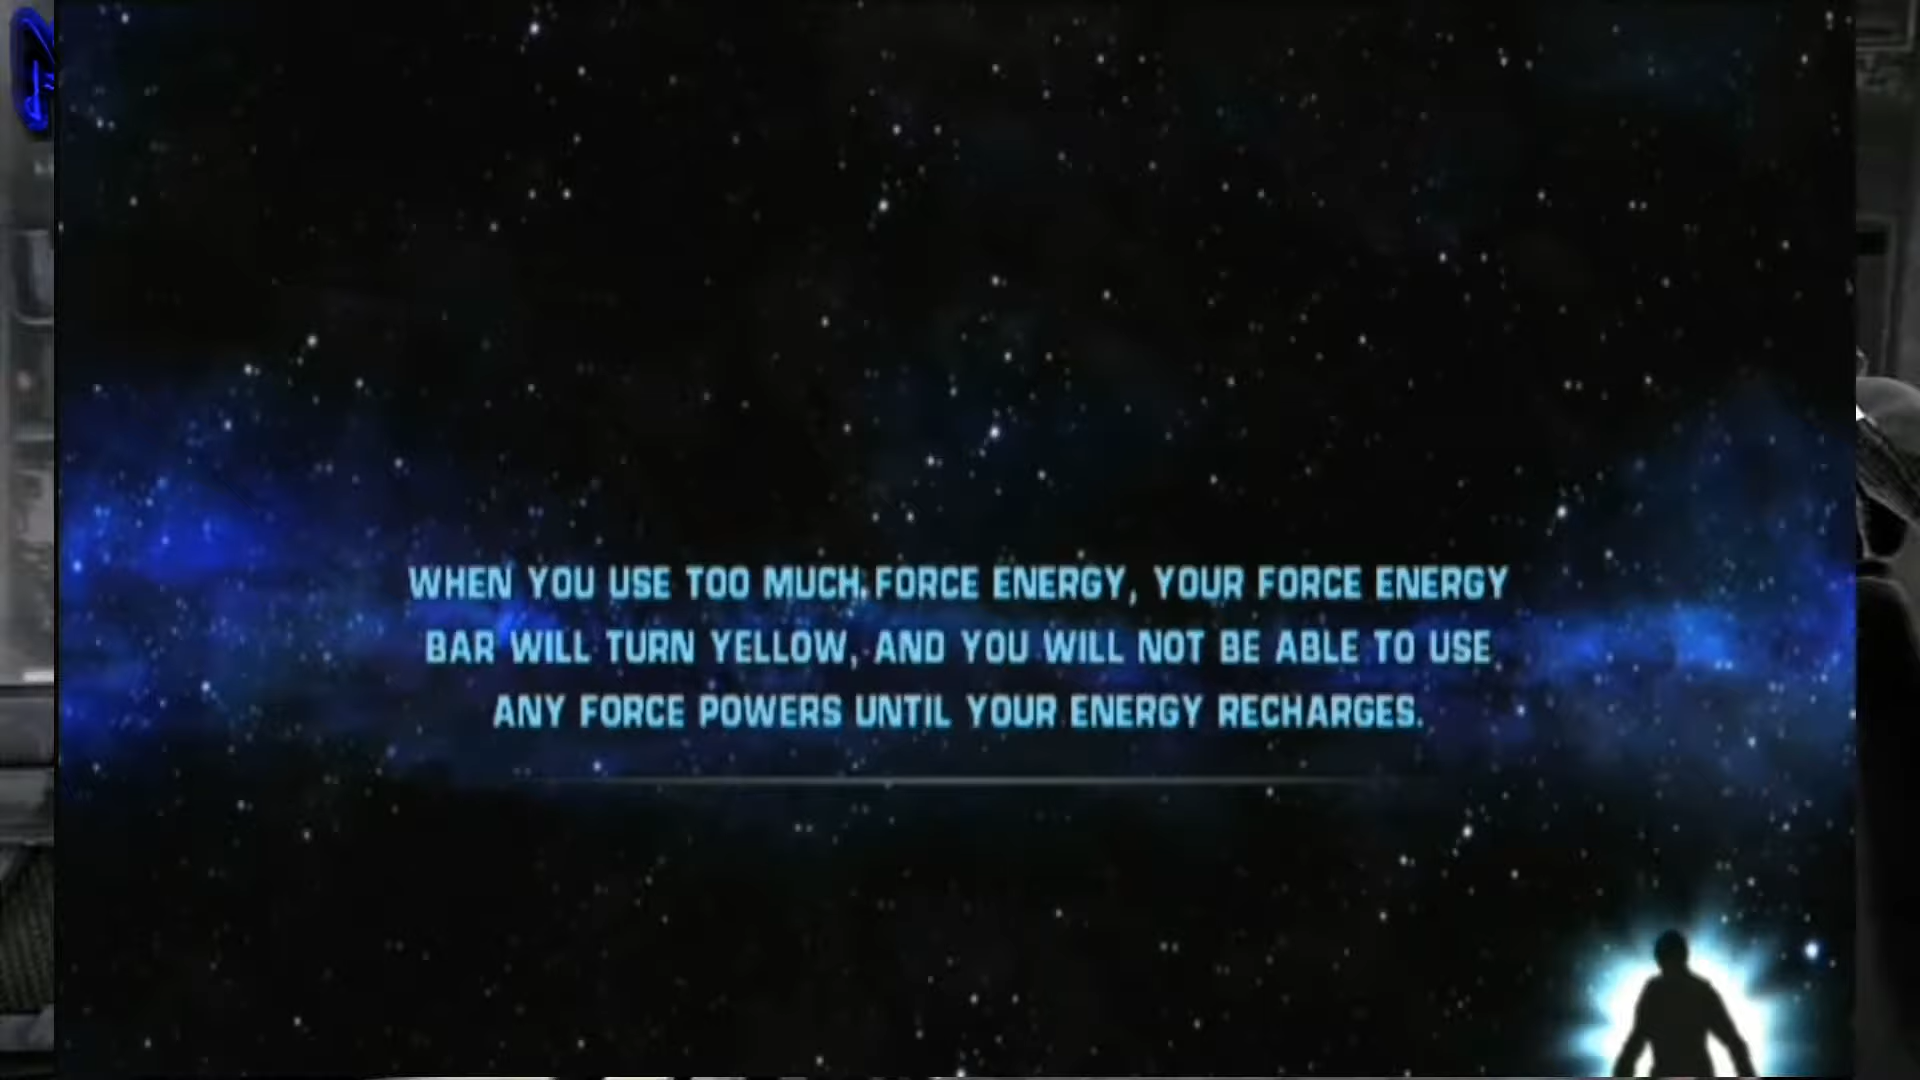 WHEN YOU USE TOO MUCH FORCE ENERGY, YOUR FORCE ENERGY
BAR WILL TURN YELLOW, AND YOU WILL NOT BE ABLE TO USE
ANY FORCE POWERS UNTIL YOUR ENERGY RECHARGES.